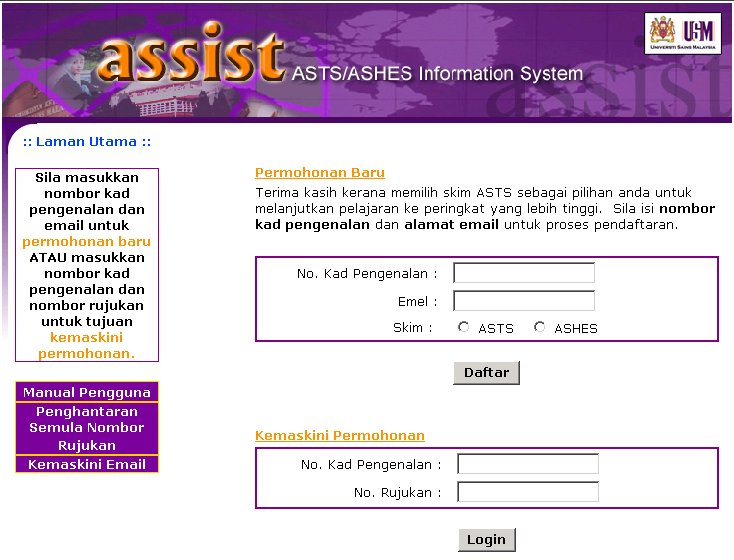 assist ASTS/ASHES Information System
assist
USM
UNIVERSITI SAINS MALAYSIA
:: Laman Utama ::
Sila masukkan
nombor kad
pengenalan dan
email untuk
permohonan baru
ATAU masukkan
nombor kad
pengenalan dan
nombor rujukan
untuk tujuan
kemaskini
permohonan.
Manual Pengguna
Penghantaran
Semula Nombor
Rujukan
Kemaskini Email
Permohonan Baru
Terima kasih kerana memilih skim ASTS sebagai pilihan anda untuk
melanjutkan pelajaran ke peringkat yang lebih tinggi. Sila isi nombor
kad pengenalan dan alamat email untuk proses pendaftaran.
No. Kad Pengenalan :
Emel :
Skim : ASTS ASHES
Daftar
Kemaskini Permohonan
No. Kad Pengenalan :
No. Rujukan :
Login